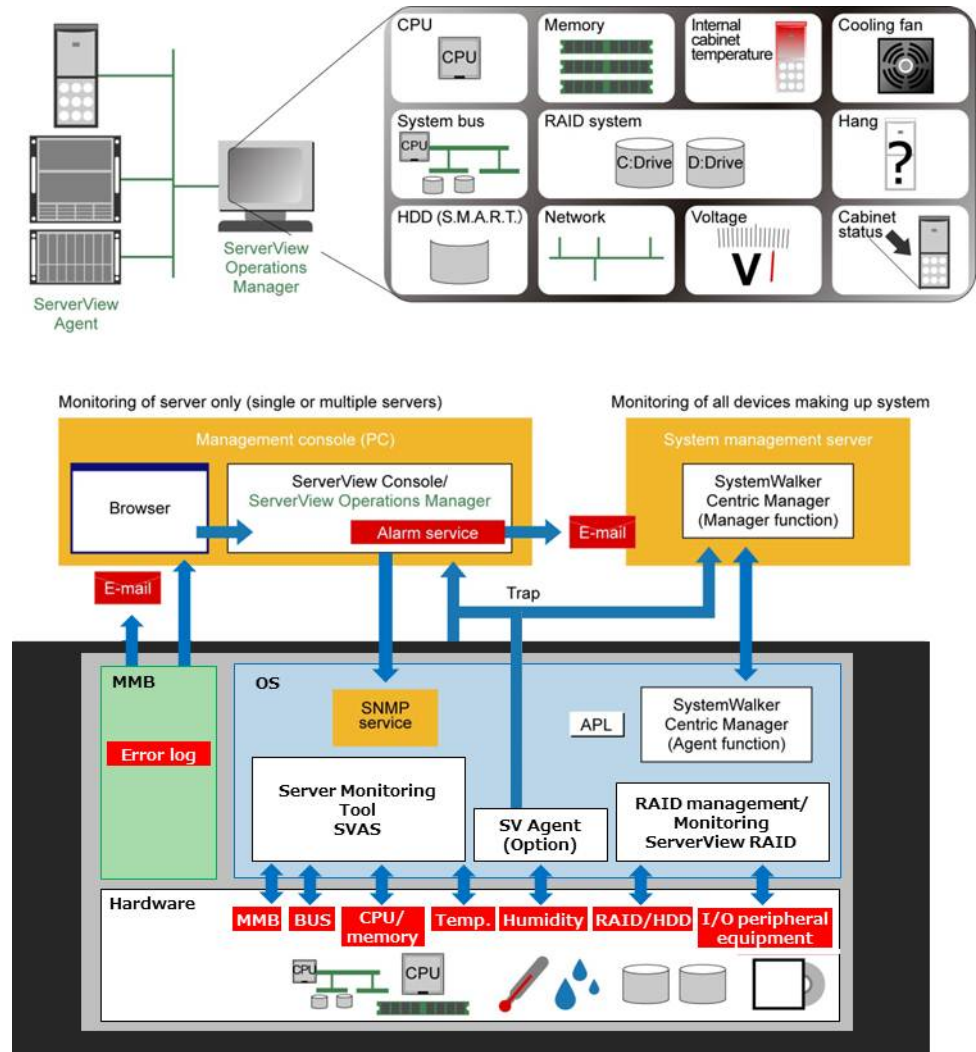 CPU
Memory
Internal
cabinet
temperature
Cooling fan
CPU
System bus
RAID system
Hang
CPU
C:Drive
D:Drive
?
HDD (S.M.A.R.T.)
Network
Voltage
Cabinet
status
V
ServerView
Operations
Manager
ServerView
Agent
Monitoring of server only (single or multiple servers)
Monitoring of all devices making up system
Management console (PC)
System management server
Browser
ServerView Console/
ServerView Operations Manager
Alarm service
E-mail
SystemWalker
Centric Manager
(Manager function)
E-mail
Trap
MMB
OS
Error log
SNMP
service
APL
SystemWalker
Centric Manager
(Agent function)
Server Monitoring
Tool
SVAS
SV Agent
(Option)
RAID management/
Monitoring
ServerView RAID
Hardware
MMB
BUS
CPU/
memory
Temp.
Humidity
RAID/HDD
I/O peripheral
equipment
CPU
CPU